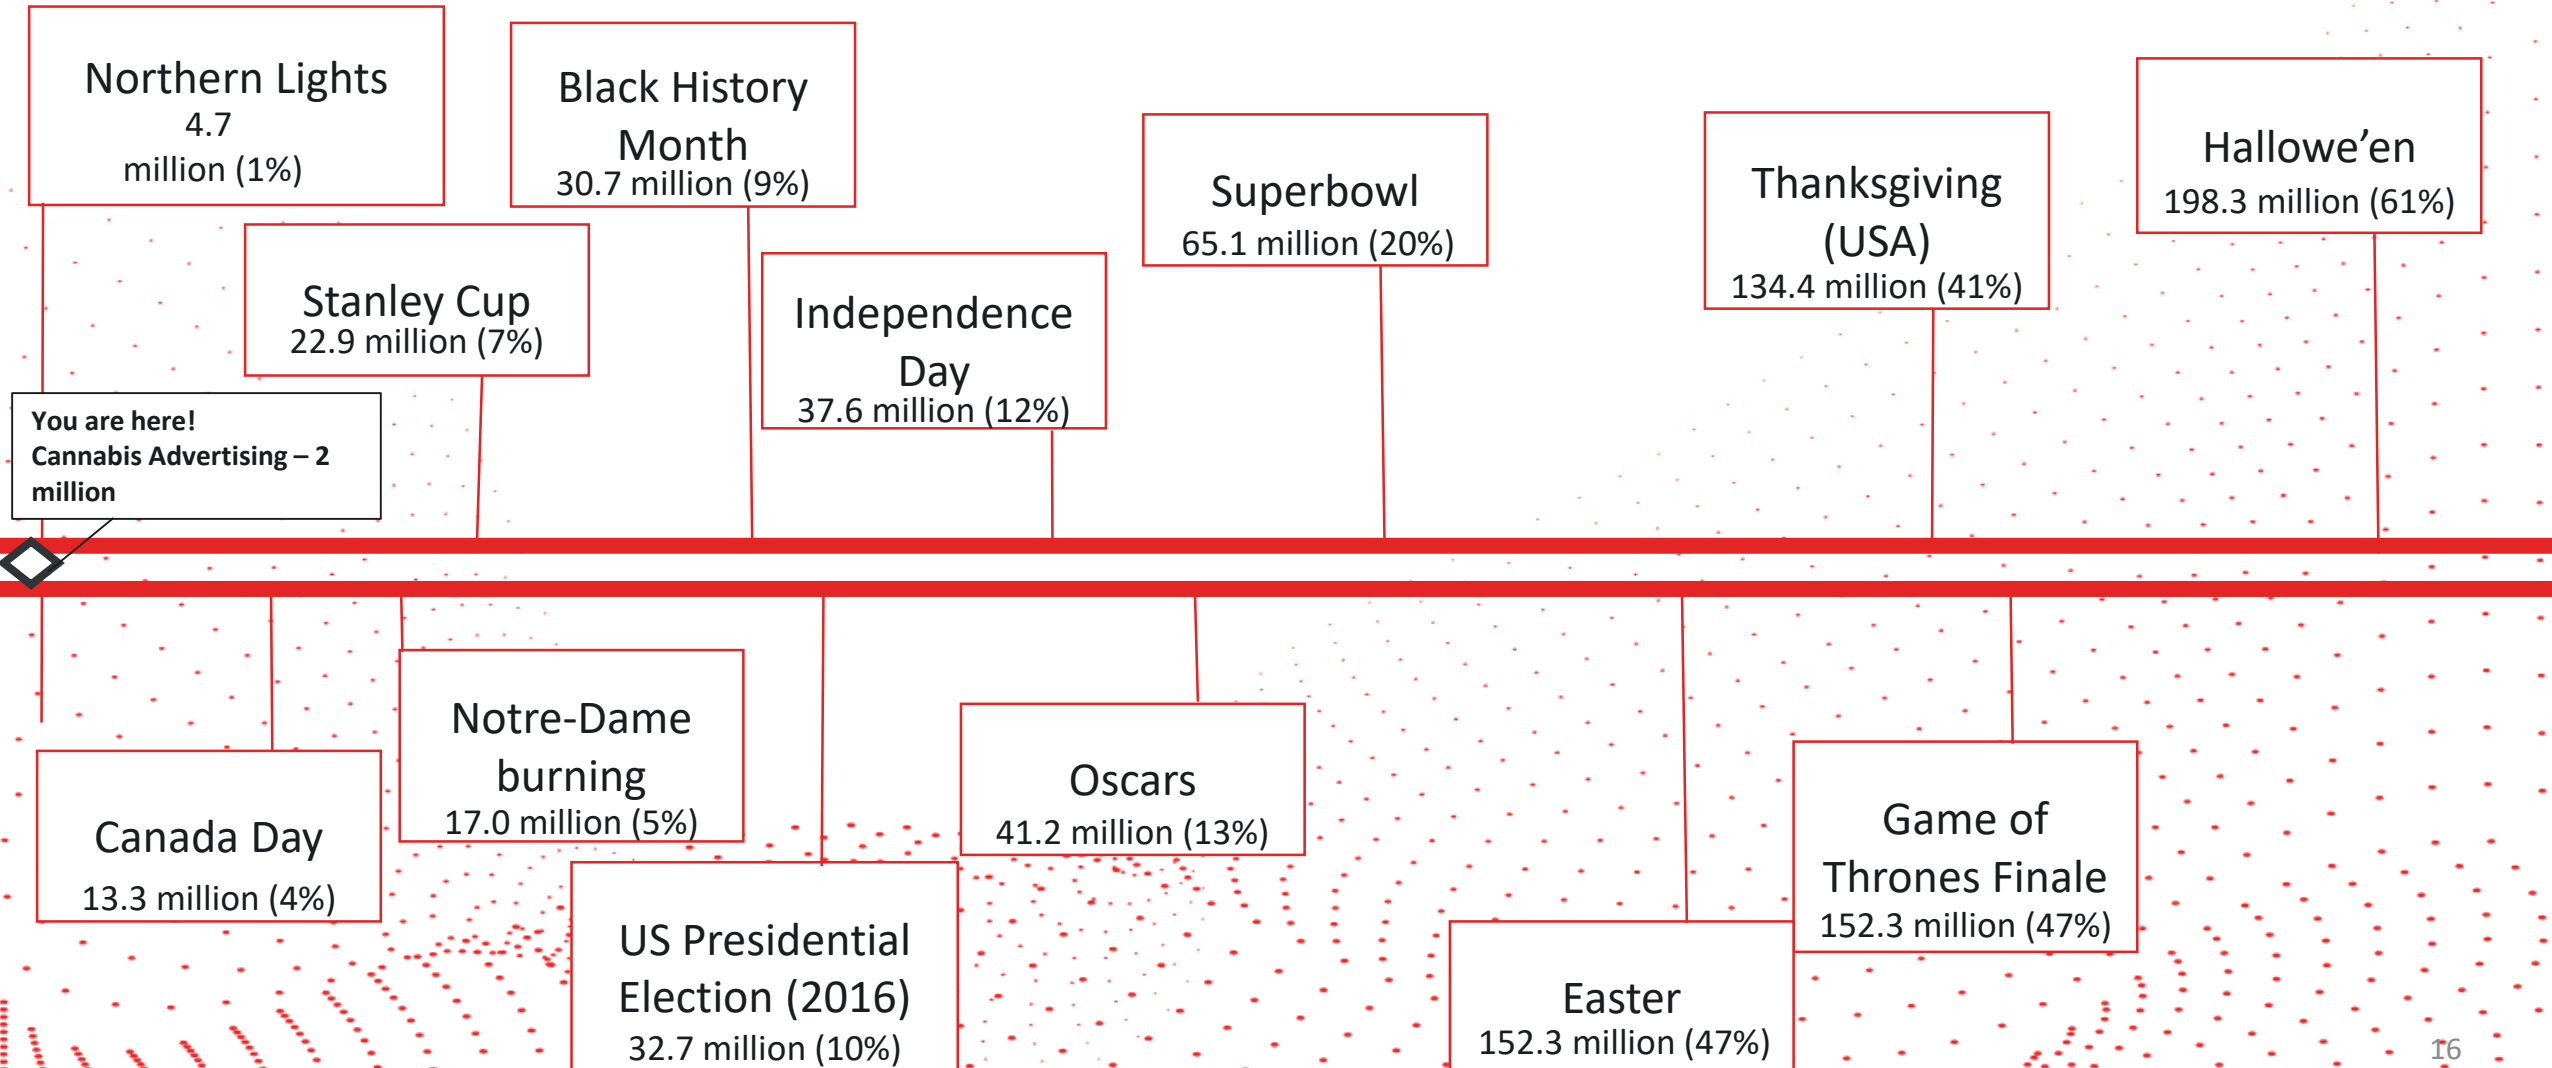 Northern Lights
4.7
million (1%)
Black History
Month
30.7 million (9%)
Superbowl
65.1 million (20%)
Thanksgiving
(USA)
134.4 million (41%)
Hallowe’en
198.3 million (61%)
Stanley Cup
22.9 million (7%)
Independence
Day
37.6 million (12%)
You are here!
Cannabis Advertising – 2
million
Canada Day
13.3 million (4%)
Notre-Dame
burning
17.0 million (5%)
US Presidential
Election (2016)
32.7 million (10%)
Oscars
41.2 million (13%)
Easter
152.3 million (47%)
Game of
Thrones Finale
152.3 million (47%)
16